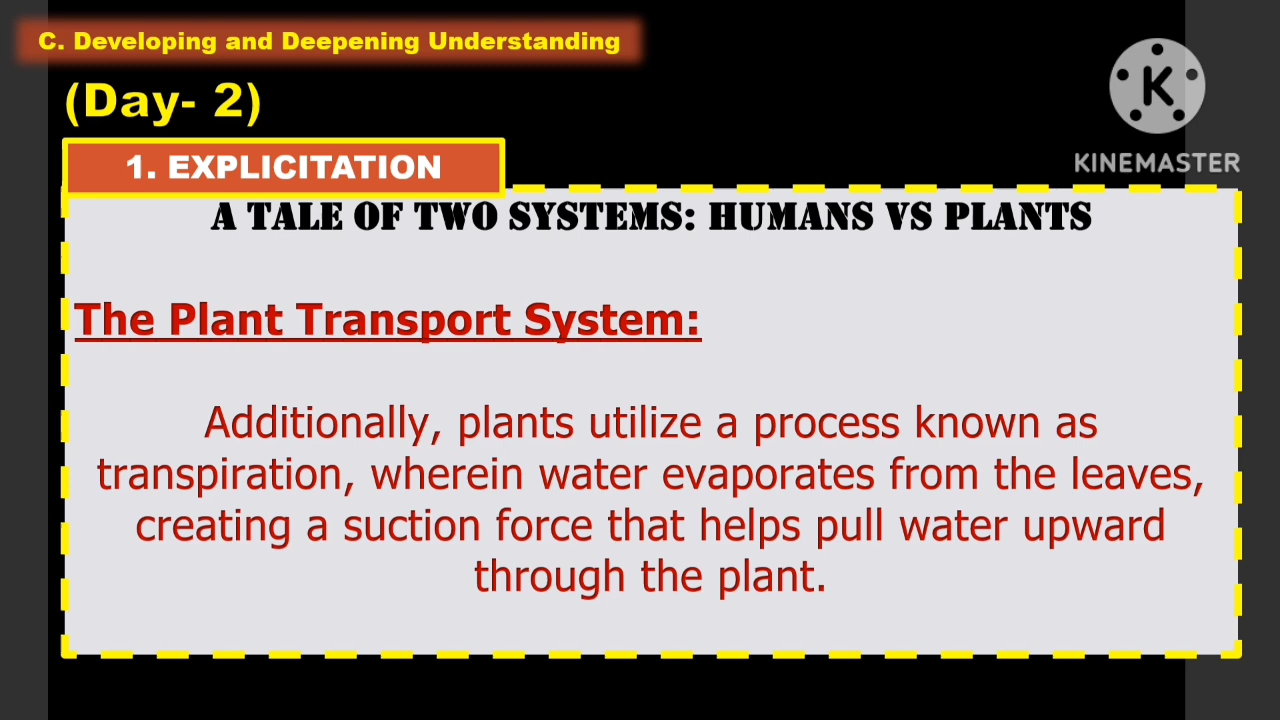 C. Developing and Deepening Understanding
(Day- 2)
K
KINEMASTER
1. EXPLICITATION
A TALE OF TWO SYSTEMS: HUMANS VS PLANTS
The Plant Transport System:
Additionally, plants utilize a process known as
transpiration, wherein water evaporates from the leaves,
creating a suction force that helps pull water upward
through the plant.